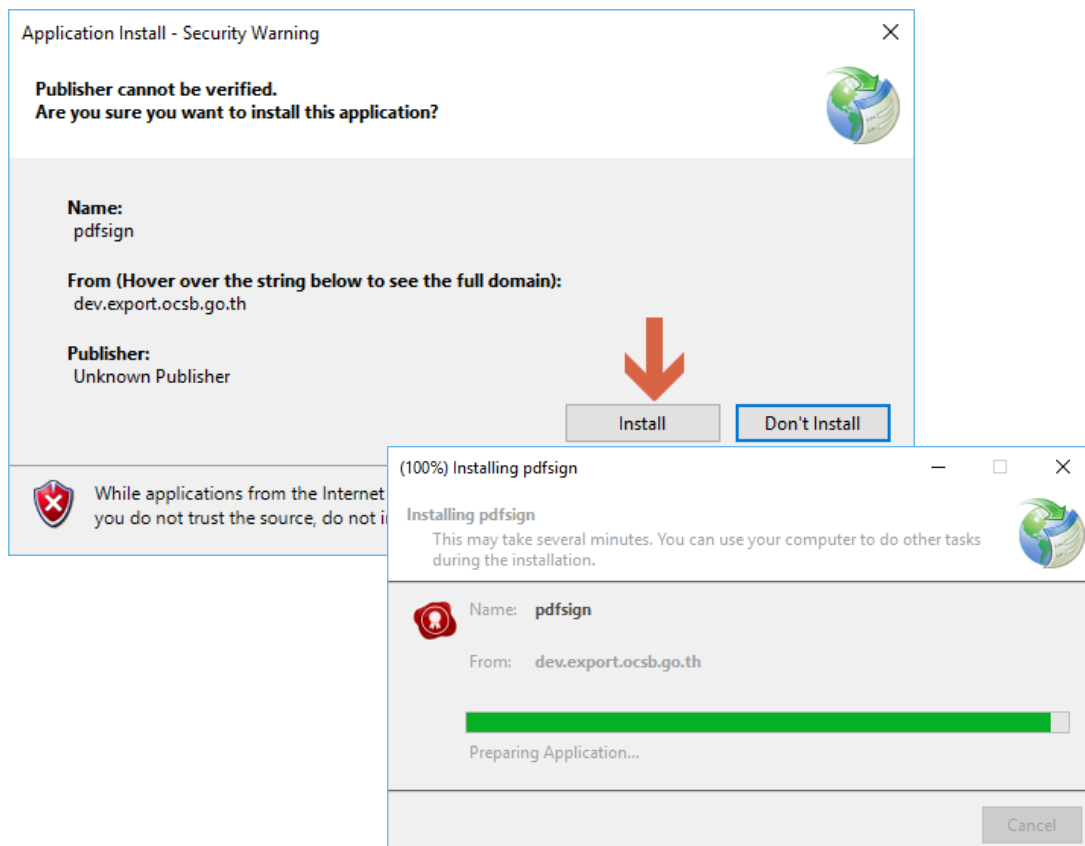 Application Install - Security Warning
Publisher cannot be verified.
Are you sure you want to install this application?
Name:
pdfsign
From (Hover over the string below to see the full domain):
dev.export.ocsb.go.th
Publisher:
Unknown Publisher
Install
Don't Install
While applications from the Internet
you do not trust the source, do not
(100%) Installing pdfsign
Installing pdfsign
This may take several minutes. You can use your computer to do other tasks
during the installation.
Name: pdfsign
From: dev.export.ocsb.go.th
Preparing Application...
Cancel